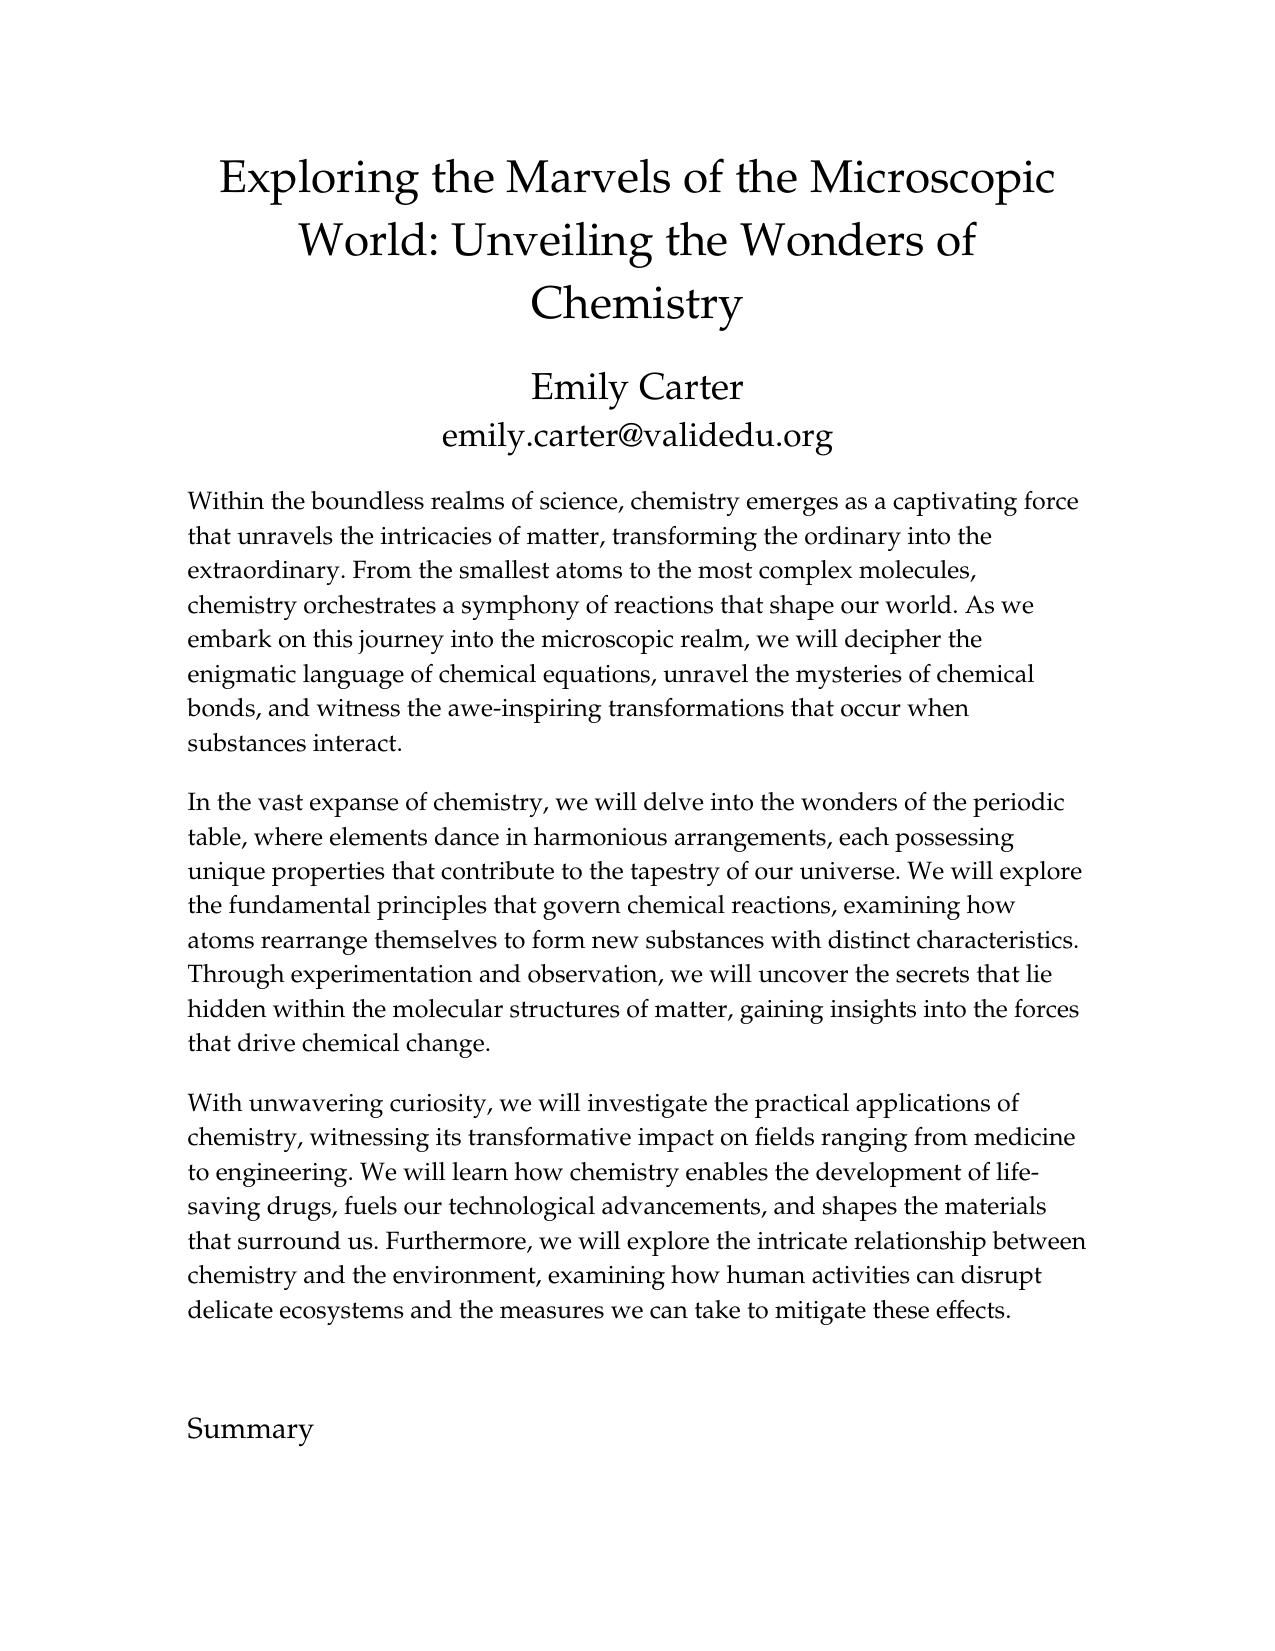 Exploring the Marvels of the Microscopic
World: Unveiling the Wonders of
Chemistry
Emily Carter
emily.carter@validedu.org
Within the boundless realms of science, chemistry emerges as a captivating force
that unravels the intricacies of matter, transforming the ordinary into the
extraordinary. From the smallest atoms to the most complex molecules,
chemistry orchestrates a symphony of reactions that shape our world. As we
embark on this journey into the microscopic realm, we will decipher the
enigmatic language of chemical equations, unravel the mysteries of chemical
bonds, and witness the awe-inspiring transformations that occur when
substances interact.
In the vast expanse of chemistry, we will delve into the wonders of the periodic
table, where elements dance in harmonious arrangements, each possessing
unique properties that contribute to the tapestry of our universe. We will explore
the fundamental principles that govern chemical reactions, examining how
atoms rearrange themselves to form new substances with distinct characteristics.
Through experimentation and observation, we will uncover the secrets that lie
hidden within the molecular structures of matter, gaining insights into the forces
that drive chemical change.
With unwavering curiosity, we will investigate the practical applications of
chemistry, witnessing its transformative impact on fields ranging from medicine
to engineering. We will learn how chemistry enables the development of life-
saving drugs, fuels our technological advancements, and shapes the materials
that surround us. Furthermore, we will explore the intricate relationship between
chemistry and the environment, examining how human activities can disrupt
delicate ecosystems and the measures we can take to mitigate these effects.
Summary